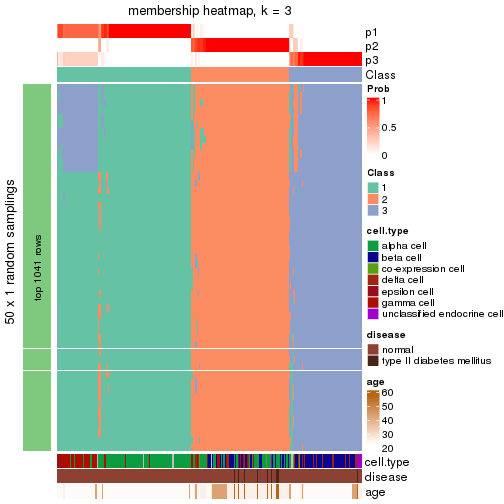 membership heatmap, k = 3
p1
p2
p3
Class
50 x 1 random samplings
top 1041 rows
Prob
1
0.5
0
Class
1
2
3
cell.type
alpha cell
beta cell
co-expression cell
delta cell
epsilon cell
gamma cell
unclassified endocrine cell
disease
normal
type II diabetes mellitus
age
60
50
40
30
20
cell.type
disease
age